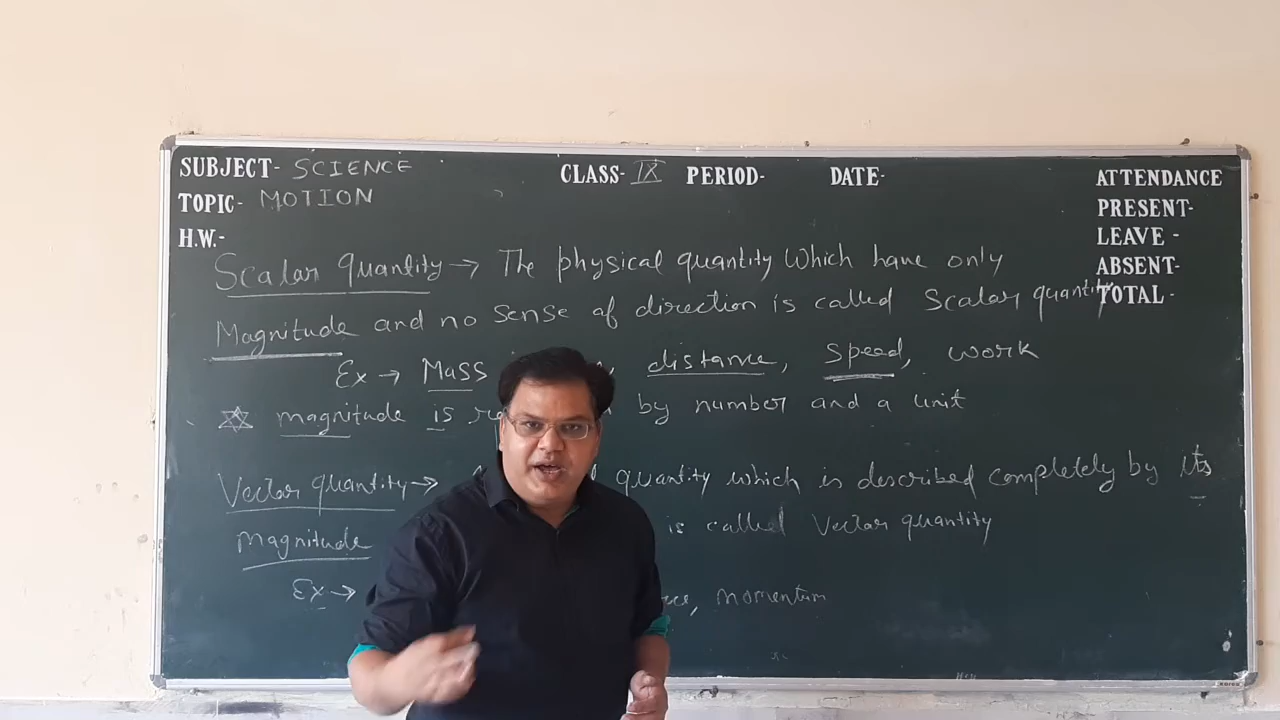 SUBJECT- SCIENCE CLASS- IX PERIOD- DATE- ATTENDANCE
TOPIC- MOTION PRESENT-
H.W.- LEAVE -
ABSENT-
TOTAL -
Scalar quantity → The physical quantity which have only
Magnitude and no sense of direction is called Scalar quantity
Ex → Mass , distance, Speed, work
magnitude is by number and a unit
Vector quantity → quantity which is described completely by its
Magnitude is called Vector quantity
Ex → , Momentum